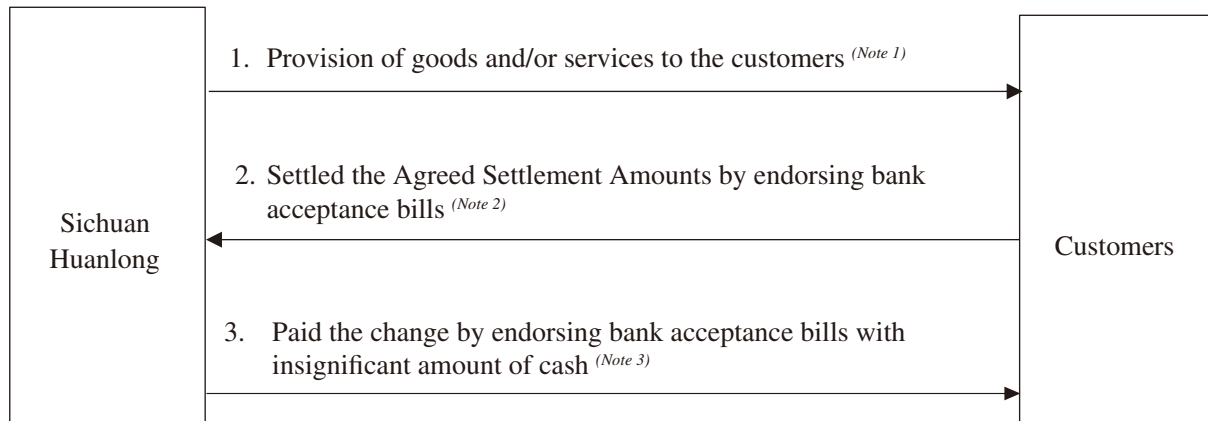 1. Provision of goods and/or services to the customers (Note 1)
2. Settled the Agreed Settlement Amounts by endorsing bank
acceptance bills (Note 2)
Sichuan
Huanlong
Customers
3. Paid the change by endorsing bank acceptance bills with
insignificant amount of cash (Note 3)